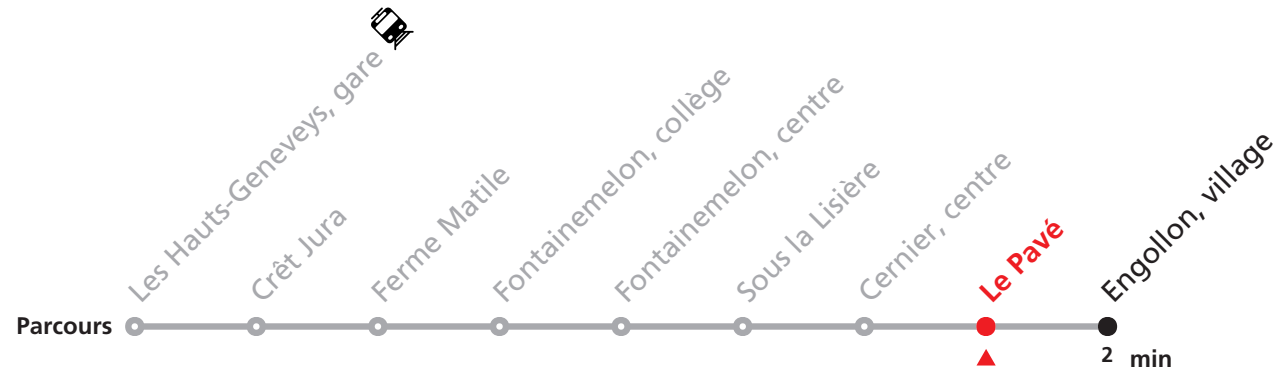 Les Hauts-Geneveys, gare
Crêt Jura
Ferme Matile
Fontainemelon, collège
Fontainemelon, centre
Sous la Lisière
Cernier, centre
Le Pavé
Engollon, village
Parcours
2 min